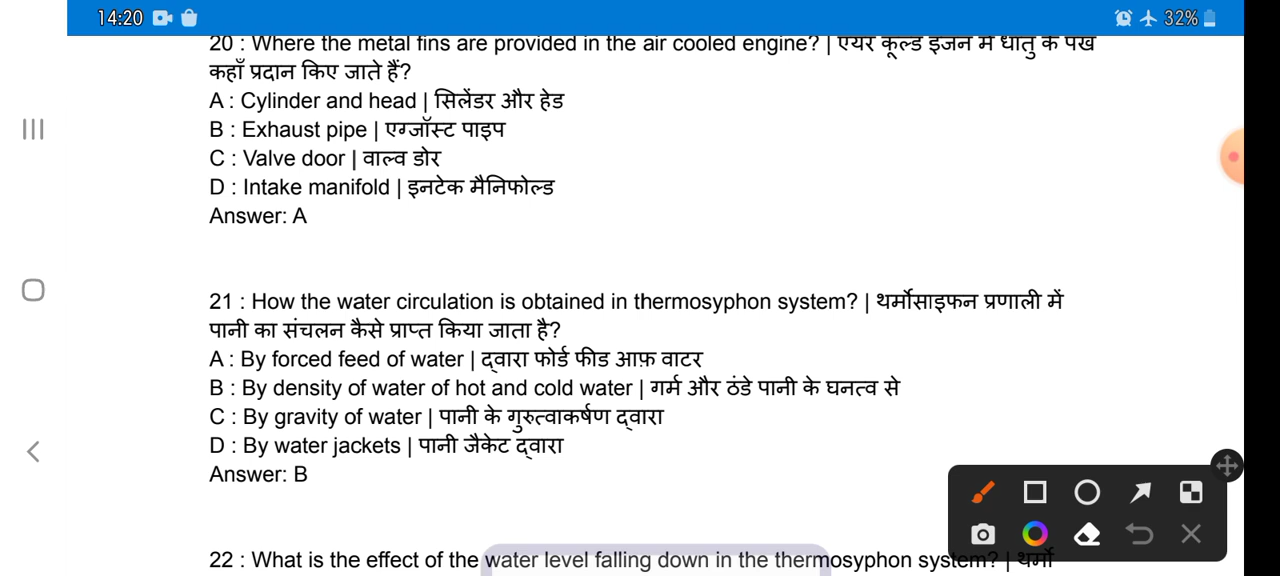 14:20
32%
20 : Where the metal fins are provided in the air cooled engine? | एयर कूल्ड इंजन में धातु के पंख
कहाँ प्रदान किए जाते हैं?
A : Cylinder and head | सिलेंडर और हेड
B : Exhaust pipe | एग्जॉस्ट पाइप
C : Valve door | वाल्व डोर
D : Intake manifold | इनटेक मैनिफोल्ड
Answer: A
21 : How the water circulation is obtained in thermosyphon system? | थर्मोसाइफन प्रणाली में
पानी का संचलन कैसे प्राप्त किया जाता है?
A : By forced feed of water | द्वारा फोर्ड फीड आफ़ वाटर
B : By density of water of hot and cold water | गर्म और ठंडे पानी के घनत्व से
C : By gravity of water | पानी के गुरुत्वाकर्षण द्वारा
D : By water jackets | पानी जैकेट द्वारा
Answer: B
22 : What is the effect of the water level falling down in the thermosyphon system? | थर्मो